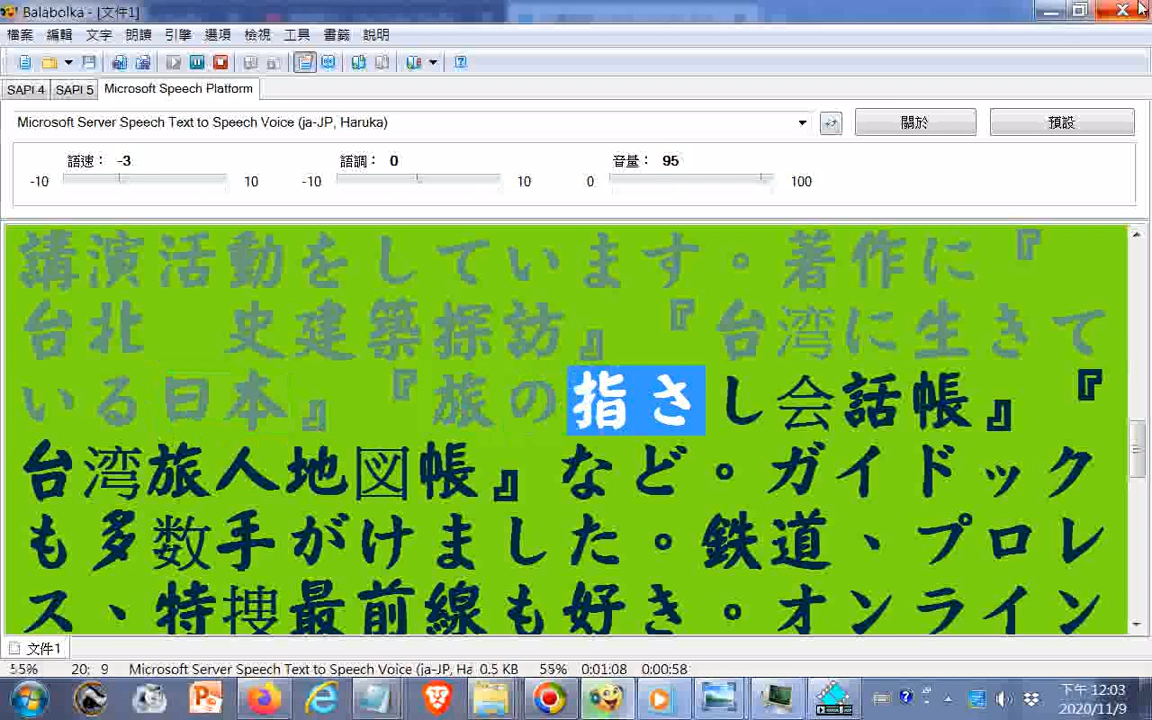 Balabolka - [文件1]
檔案 編輯 文字 朗讀 引擎 選項 檢視 工具 書籤 說明
SAPI 4 SAPI 5 Microsoft Speech Platform
Microsoft Server Speech Text to Speech Voice (ja-JP, Haruka) 關於 預設
語速： -3 語調： 0 音量： 95
-10 10 -10 10 0 100
講演活動をしています。著作に『
台北 史建築探訪』『台湾に生きて
いる日本』『旅の指さし会話帳』『
台湾旅人地図帳』など。ガイドック
も多数手がけました。鉄道、プロレ
ス、特捜最前線も好き。オンライン
文件1
55% 20: 9 Microsoft Server Speech Text to Speech Voice (ja-JP, Ha 0.5 KB 55% 0:01:08 0:00:58
下午 12:03
2020/11/9